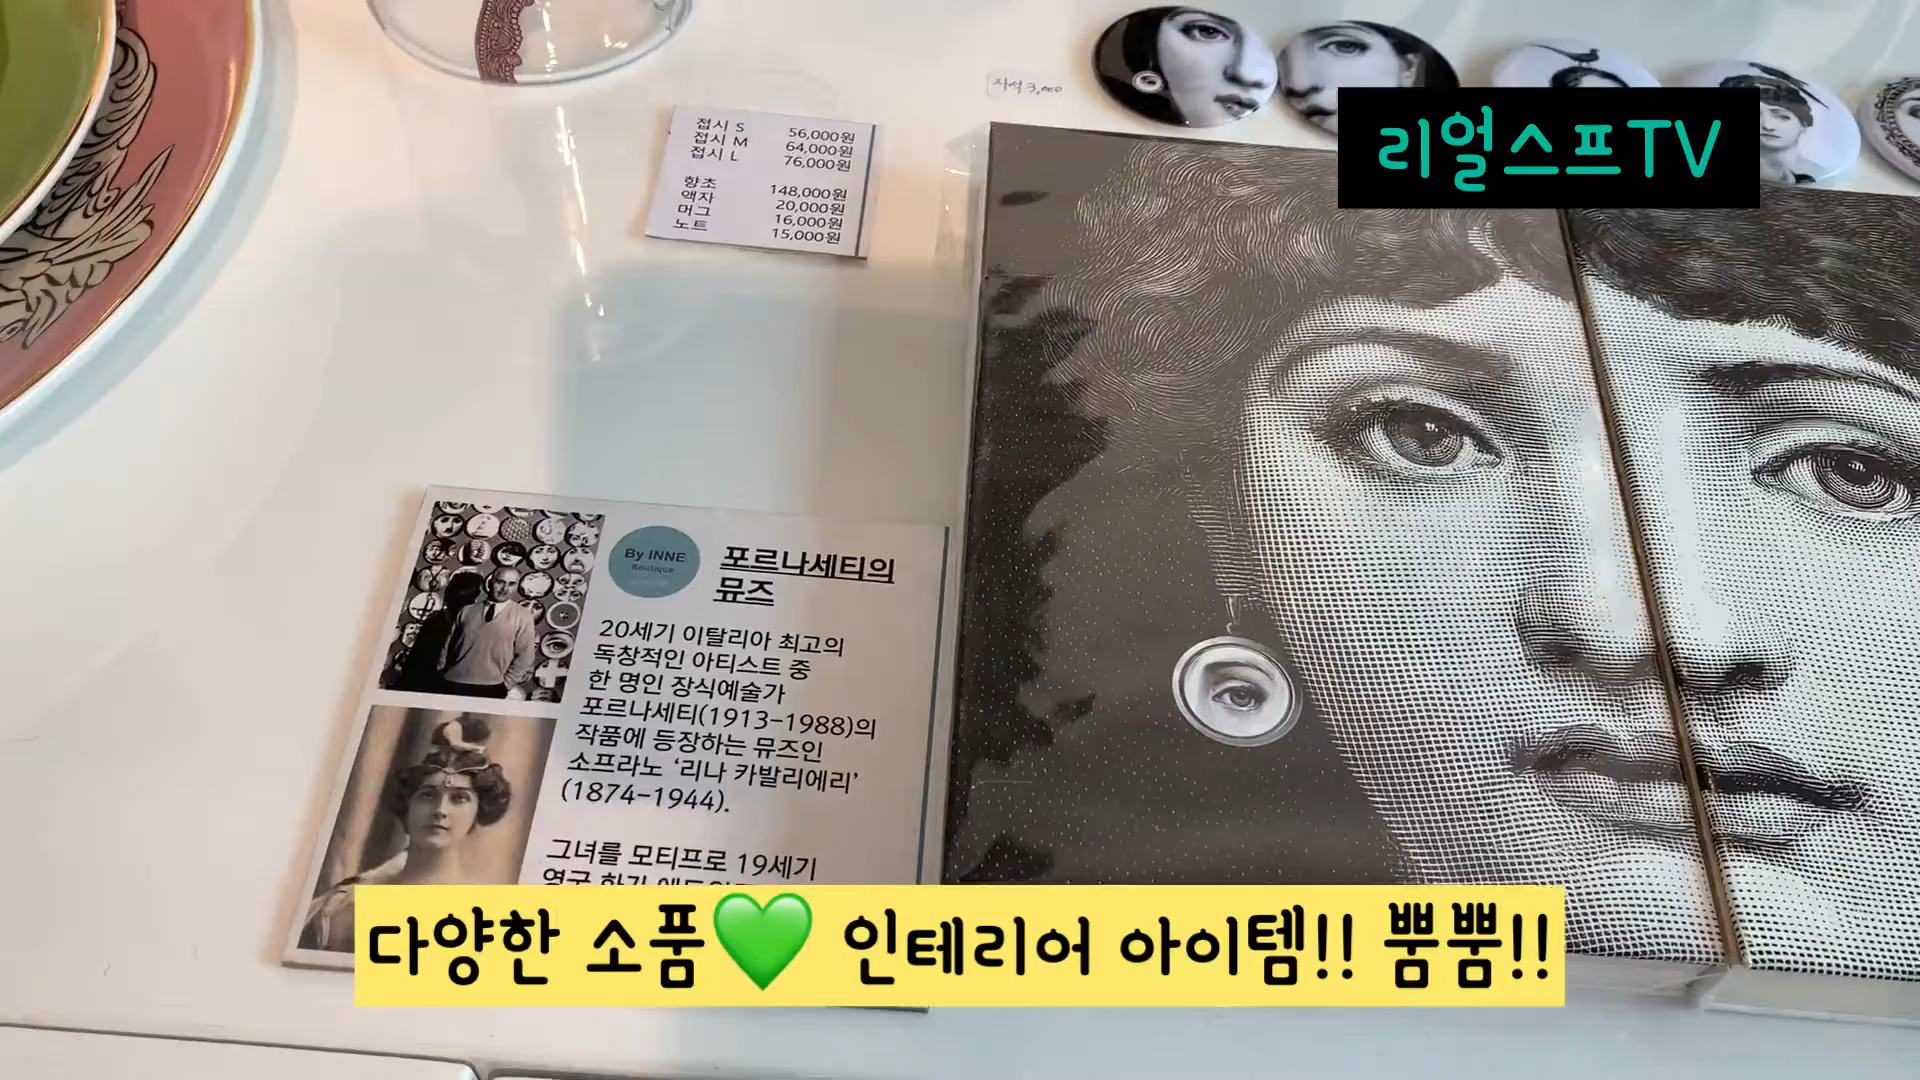 자석 3,000
리얼스프TV
접시 S 56,000원
접시 M 64,000원
접시 L 76,000원
향초 148,000원
액자 20,000원
머그 16,000원
노트 15,000원
By INNE
Boutique
포르나세티의
뮤즈
20세기 이탈리아 최고의
독창적인 아티스트 중
한 명인 장식예술가
포르나세티(1913-1988)의
작품에 등장하는 뮤즈인
소프라노 ‘리나 카발리에리’
(1874-1944).
그녀를 모티프로 19세기
다양한 소품💚 인테리어 아이템!! 뿜뿜!!